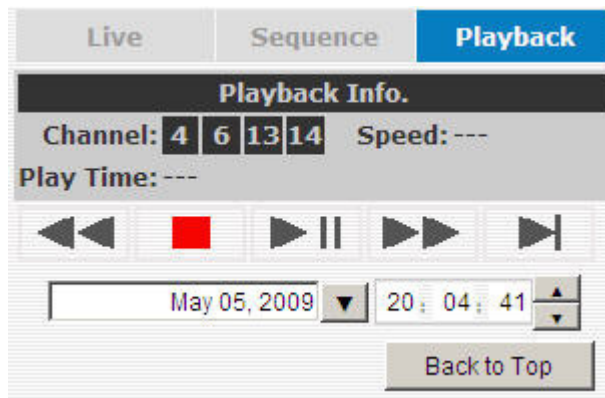 Live Sequence Playback
Playback Info.
Channel: 4 6 13 14 Speed: ---
Play Time: ---
May 05, 2009 20 : 04 : 41
Back to Top